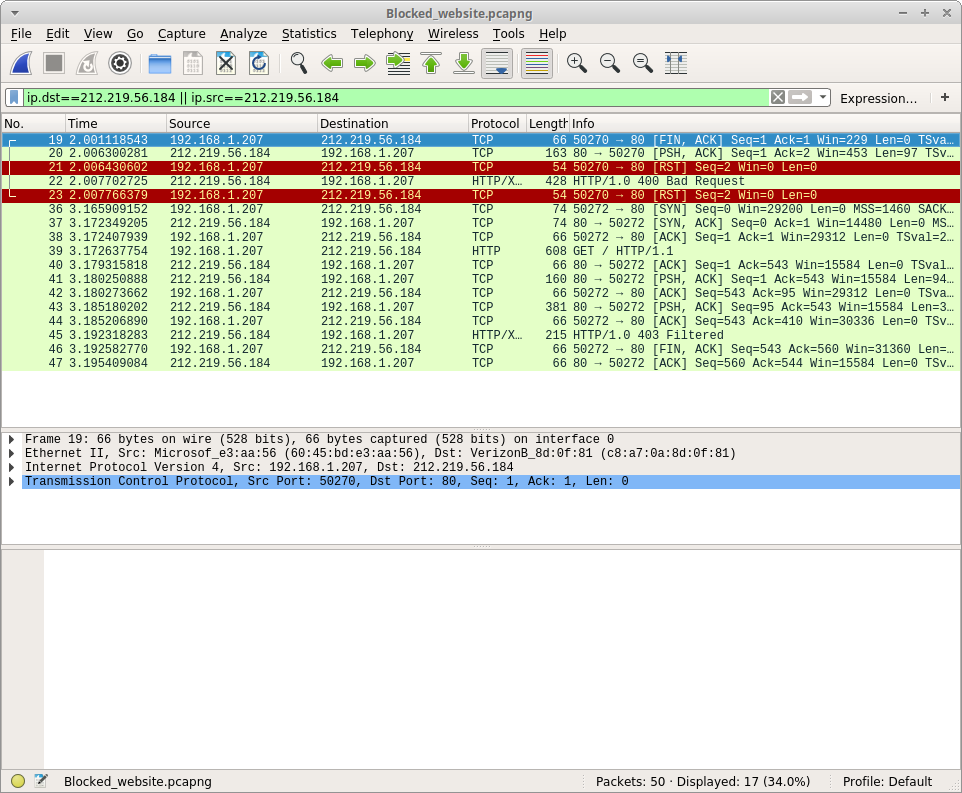 Blocked_website.pcapng
File Edit View Go Capture Analyze Statistics Telephony Wireless Tools Help
ip.dst==212.219.56.184 || ip.src==212.219.56.184 Expression… +
No. Time Source Destination Protocol Length Info
19 2.001118543 192.168.1.207 212.219.56.184 TCP 66 50270 → 80 [FIN, ACK] Seq=1 Ack=1 Win=229 Len=0 TSva…
20 2.006300281 212.219.56.184 192.168.1.207 TCP 163 80 → 50270 [PSH, ACK] Seq=1 Ack=2 Win=453 Len=97 TSv…
21 2.006430602 192.168.1.207 212.219.56.184 TCP 54 50270 → 80 [RST] Seq=2 Win=0 Len=0
22 2.007702725 212.219.56.184 192.168.1.207 HTTP/X… 428 HTTP/1.0 400 Bad Request
23 2.007766379 192.168.1.207 212.219.56.184 TCP 54 50270 → 80 [RST] Seq=2 Win=0 Len=0
36 3.165909152 192.168.1.207 212.219.56.184 TCP 74 50272 → 80 [SYN] Seq=0 Win=29200 Len=0 MSS=1460 SACK…
37 3.172349205 212.219.56.184 192.168.1.207 TCP 74 80 → 50272 [SYN, ACK] Seq=0 Ack=1 Win=14480 Len=0 MS…
38 3.172407939 192.168.1.207 212.219.56.184 TCP 66 50272 → 80 [ACK] Seq=1 Ack=1 Win=29312 Len=0 TSval=2…
39 3.172637754 192.168.1.207 212.219.56.184 HTTP 608 GET / HTTP/1.1
40 3.179315818 212.219.56.184 192.168.1.207 TCP 66 80 → 50272 [ACK] Seq=1 Ack=543 Win=15584 Len=0 TSval…
41 3.180250888 212.219.56.184 192.168.1.207 TCP 160 80 → 50272 [PSH, ACK] Seq=1 Ack=543 Win=15584 Len=94…
42 3.180273662 192.168.1.207 212.219.56.184 TCP 66 50272 → 80 [ACK] Seq=543 Ack=95 Win=29312 Len=0 TSva…
43 3.185180202 212.219.56.184 192.168.1.207 TCP 381 80 → 50272 [PSH, ACK] Seq=95 Ack=543 Win=15584 Len=3…
44 3.185206890 192.168.1.207 212.219.56.184 TCP 66 50272 → 80 [ACK] Seq=543 Ack=410 Win=30336 Len=0 TSv…
45 3.192318283 212.219.56.184 192.168.1.207 HTTP/X… 215 HTTP/1.0 403 Filtered
46 3.192582770 192.168.1.207 212.219.56.184 TCP 66 50272 → 80 [FIN, ACK] Seq=543 Ack=560 Win=31360 Len=…
47 3.195409084 212.219.56.184 192.168.1.207 TCP 66 80 → 50272 [ACK] Seq=560 Ack=544 Win=15584 Len=0 TSv…
Frame 19: 66 bytes on wire (528 bits), 66 bytes captured (528 bits) on interface 0
Ethernet II, Src: Microsof_e3:aa:56 (60:45:bd:e3:aa:56), Dst: VerizonB_8d:0f:81 (c8:a7:0a:8d:0f:81)
Internet Protocol Version 4, Src: 192.168.1.207, Dst: 212.219.56.184
Transmission Control Protocol, Src Port: 50270, Dst Port: 80, Seq: 1, Ack: 1, Len: 0
Blocked_website.pcapng Packets: 50 · Displayed: 17 (34.0%) Profile: Default